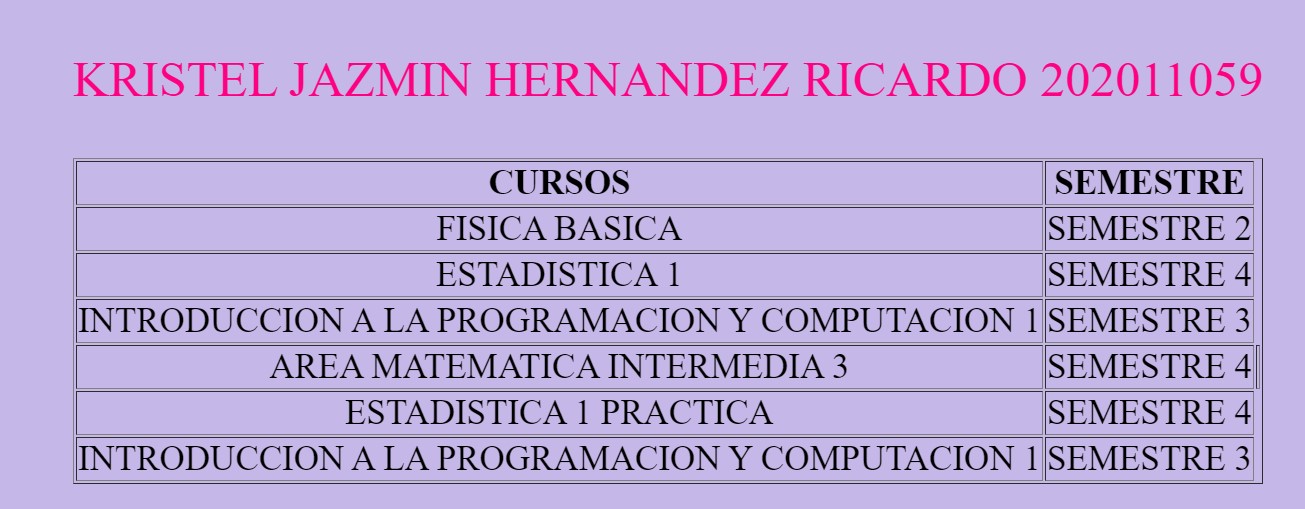 KRISTEL JAZMIN HERNANDEZ RICARDO 202011059
CURSOS SEMESTRE
FISICA BASICA SEMESTRE 2
ESTADISTICA 1 SEMESTRE 4
INTRODUCCION A LA PROGRAMACION Y COMPUTACION 1 SEMESTRE 3
AREA MATEMATICA INTERMEDIA 3 SEMESTRE 4
ESTADISTICA 1 PRACTICA SEMESTRE 4
INTRODUCCION A LA PROGRAMACION Y COMPUTACION 1 SEMESTRE 3